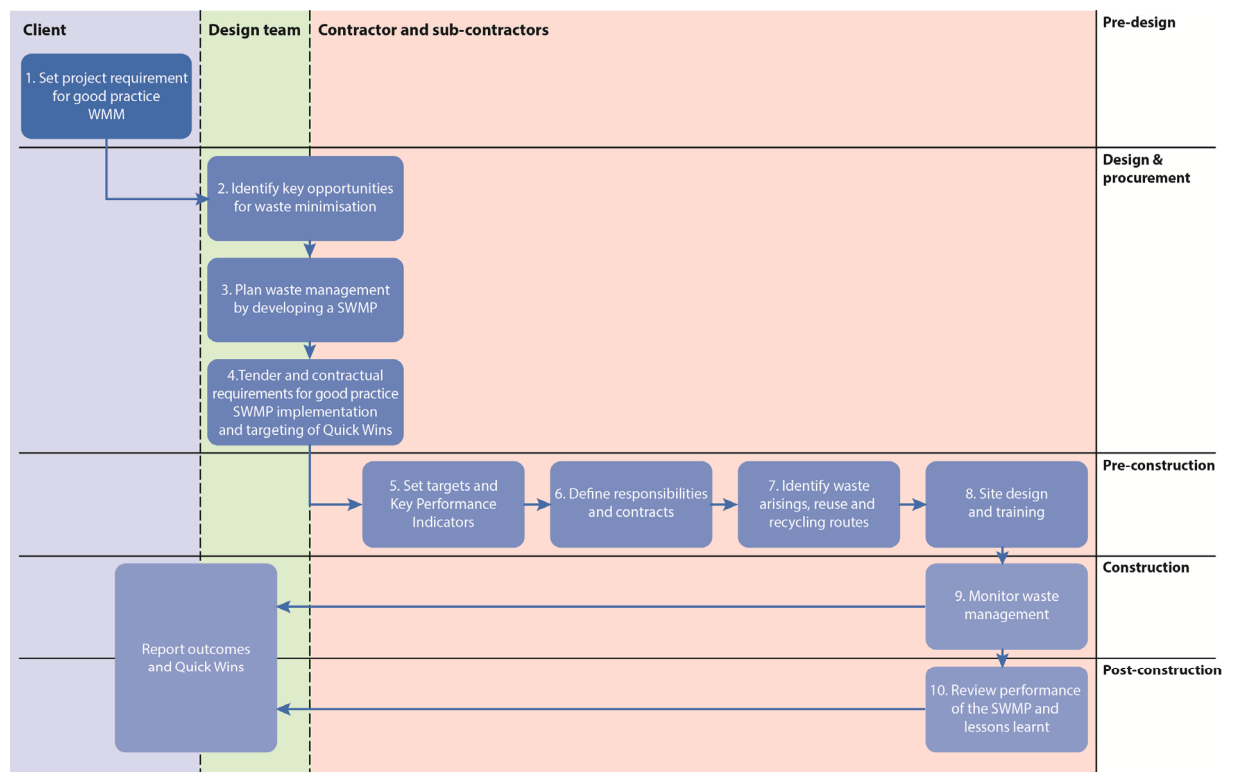 Client
Design team
Contractor and sub-contractors
Pre-design
1. Set project requirement
for good practice
WMM
Design &
procurement
2. Identify key opportunities
for waste minimisation
3. Plan waste management
by developing a SWMP
4.Tender and contractual
requirements for good practice
SWMP implementation
and targeting of Quick Wins
Pre-construction
5. Set targets and
Key Performance
Indicators
6. Define responsibilities
and contracts
7. Identify waste
arisings, reuse and
recycling routes
8. Site design
and training
Construction
9. Monitor waste
management
Report outcomes
and Quick Wins
Post-construction
10. Review performance
of the SWMP and
lessons learnt